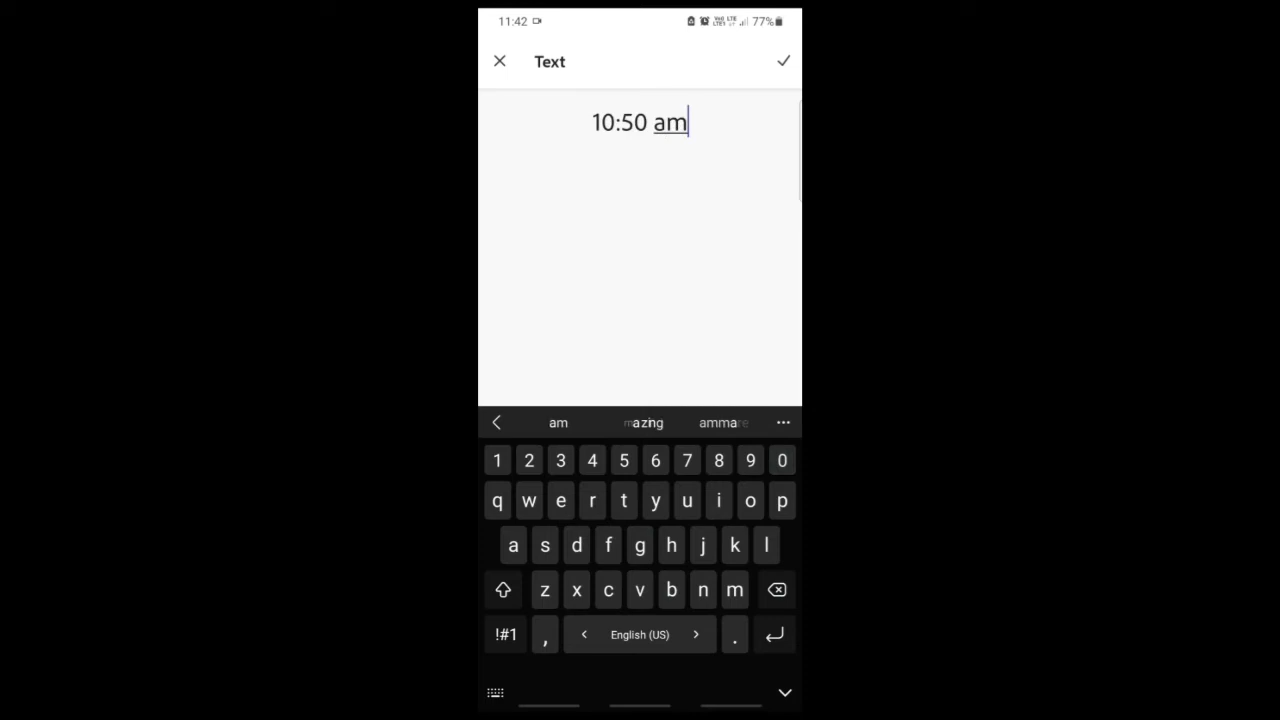 11:42 77%
Text
10:50 am
am azing ammare
1 2 3 4 5 6 7 8 9 0
q w e r t y u i o p
a s d f g h j k l
z x c v b n m
!#1 , < English (US) > .